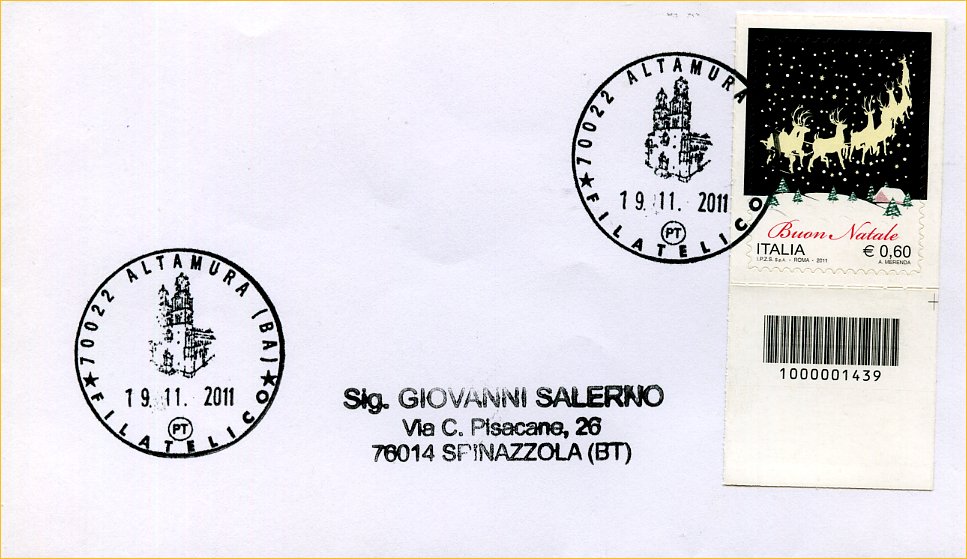 70022 ALTAMURA
★ FILATELICO
19. 11. 2011
PT
Buon Natale
ITALIA € 0,60
I.P.Z.S. S.p.A. - ROMA - 2011 A. MERENDA
1000001439
70022 ALTAMURA (BA)
★ FILATELICO ★
19. 11. 2011
PT
Sig. GIOVANNI SALERNO
Via C. Pisacane, 26
76014 SPINAZZOLA (BT)